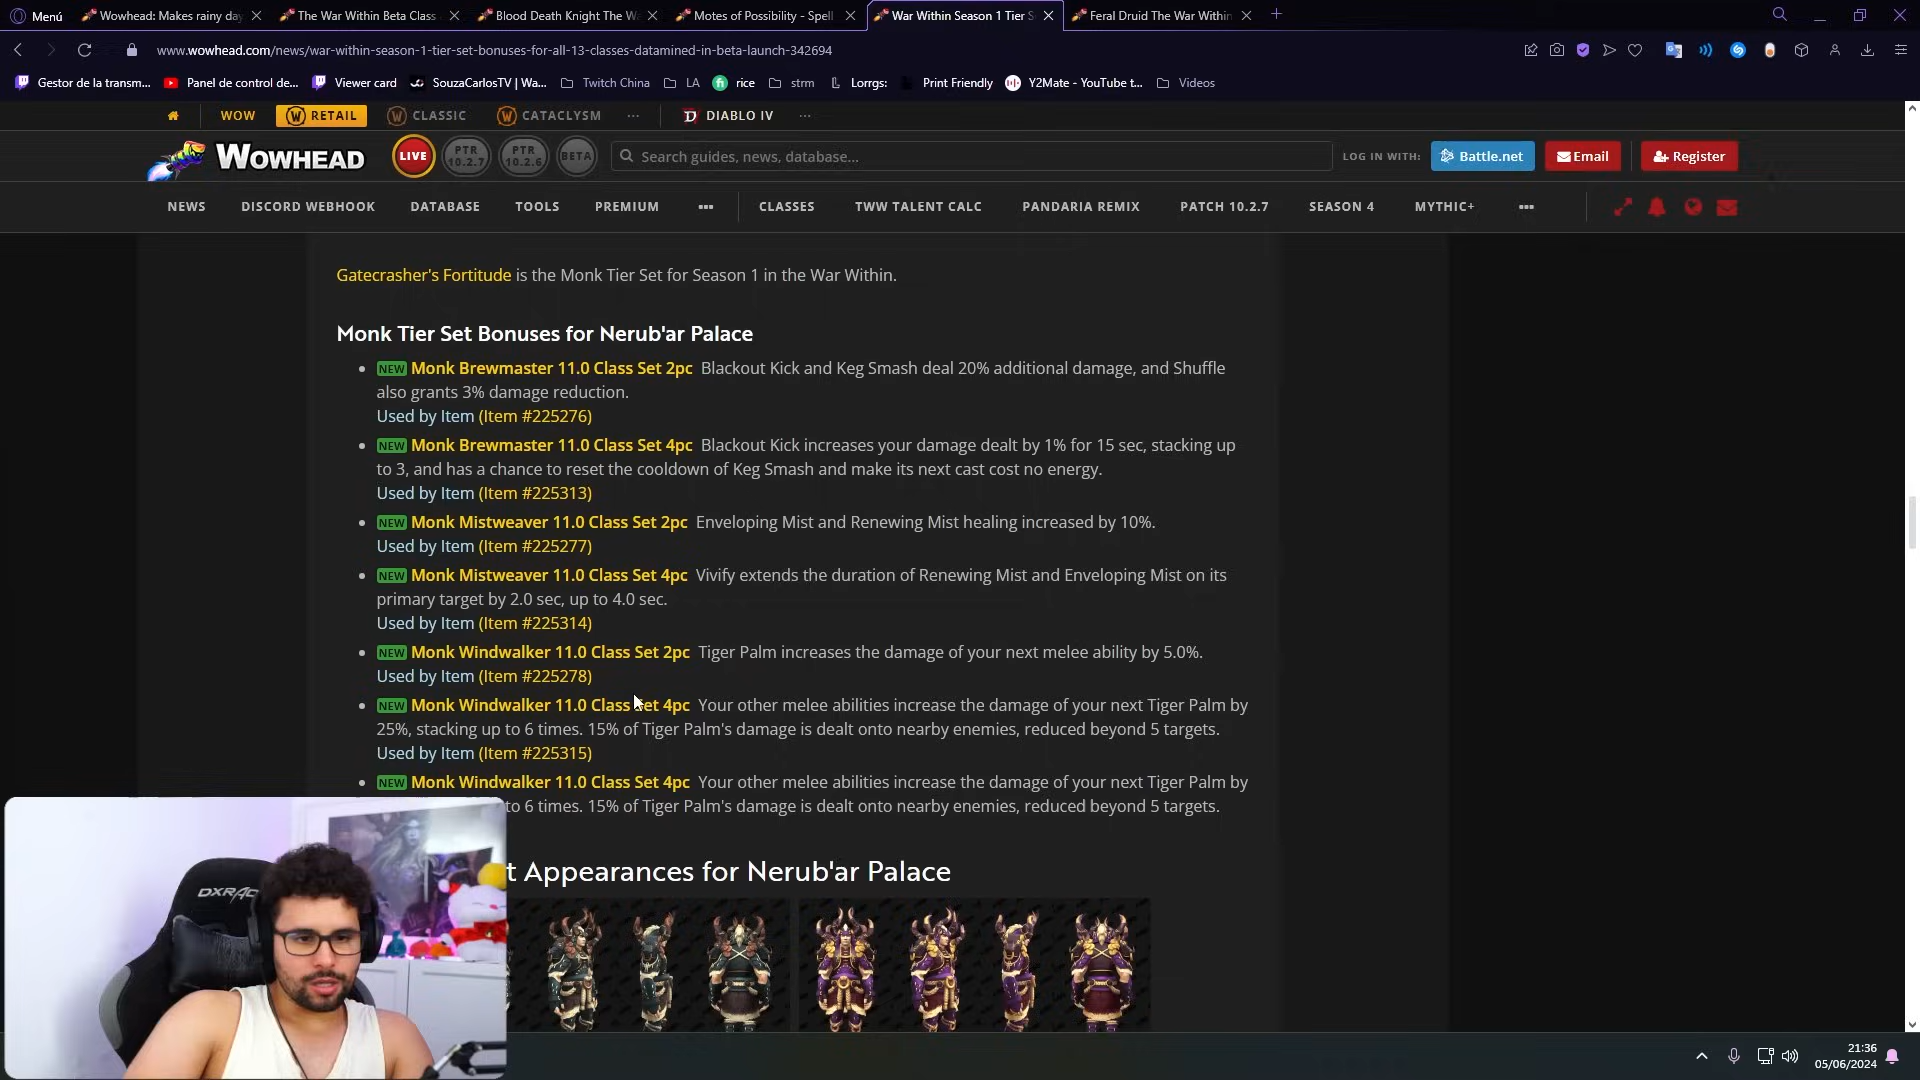 Menú
Wowhead: Makes rainy day
The War Within Beta Class
Blood Death Knight The Wa
Motes of Possibility - Spell
War Within Season 1 Tier S
Feral Druid The War Within
www.wowhead.com/news/war-within-season-1-tier-set-bonuses-for-all-13-classes-datamined-in-beta-launch-342694
Gestor de la transm... Panel de control de... Viewer card SouzaCarlosTV | Wa... Twitch China LA rice strm Lorrgs: Print Friendly Y2Mate - YouTube t... Videos
WOW RETAIL CLASSIC CATACLYSM ... DIABLO IV ...
WOWHEAD LIVE PTR 10.2.7 PTR 10.2.6 BETA Search guides, news, database... LOG IN WITH: Battle.net Email Register
NEWS DISCORD WEBHOOK DATABASE TOOLS PREMIUM ... CLASSES TWW TALENT CALC PANDARIA REMIX PATCH 10.2.7 SEASON 4 MYTHIC+ ...
Gatecrasher's Fortitude is the Monk Tier Set for Season 1 in the War Within.
Monk Tier Set Bonuses for Nerub'ar Palace
NEW Monk Brewmaster 11.0 Class Set 2pc Blackout Kick and Keg Smash deal 20% additional damage, and Shuffle
also grants 3% damage reduction.
Used by Item (Item #225276)
NEW Monk Brewmaster 11.0 Class Set 4pc Blackout Kick increases your damage dealt by 1% for 15 sec, stacking up
to 3, and has a chance to reset the cooldown of Keg Smash and make its next cast cost no energy.
Used by Item (Item #225313)
NEW Monk Mistweaver 11.0 Class Set 2pc Enveloping Mist and Renewing Mist healing increased by 10%.
Used by Item (Item #225277)
NEW Monk Mistweaver 11.0 Class Set 4pc Vivify extends the duration of Renewing Mist and Enveloping Mist on its
primary target by 2.0 sec, up to 4.0 sec.
Used by Item (Item #225314)
NEW Monk Windwalker 11.0 Class Set 2pc Tiger Palm increases the damage of your next melee ability by 5.0%.
Used by Item (Item #225278)
NEW Monk Windwalker 11.0 Class Set 4pc Your other melee abilities increase the damage of your next Tiger Palm by
25%, stacking up to 6 times. 15% of Tiger Palm's damage is dealt onto nearby enemies, reduced beyond 5 targets.
Used by Item (Item #225315)
NEW Monk Windwalker 11.0 Class Set 4pc Your other melee abilities increase the damage of your next Tiger Palm by
to 6 times. 15% of Tiger Palm's damage is dealt onto nearby enemies, reduced beyond 5 targets.
t Appearances for Nerub'ar Palace
DXRAC
21:36
05/06/2024